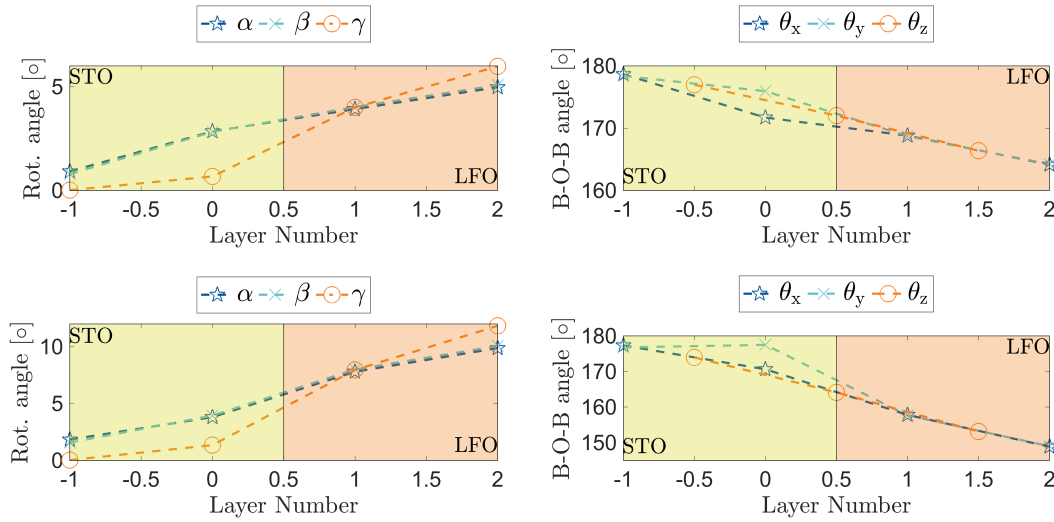 α β γ
STO
LFO
Rot. angle [○]
5
0
-1 -0.5 0 0.5 1 1.5 2
Layer Number
θx θy θz
LFO
STO
B-O-B angle [○]
180
170
160
-1 -0.5 0 0.5 1 1.5 2
Layer Number
α β γ
STO
LFO
Rot. angle [○]
10
5
0
-1 -0.5 0 0.5 1 1.5 2
Layer Number
θx θy θz
LFO
STO
B-O-B angle [○]
180
170
160
150
-1 -0.5 0 0.5 1 1.5 2
Layer Number